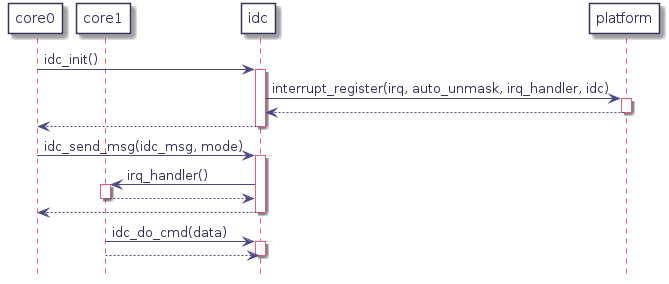 core0
core1
idc
platform
idc_init()
interrupt_register(irq, auto_unmask, irq_handler, idc)
idc_send_msg(idc_msg, mode)
irq_handler()
idc_do_cmd(data)